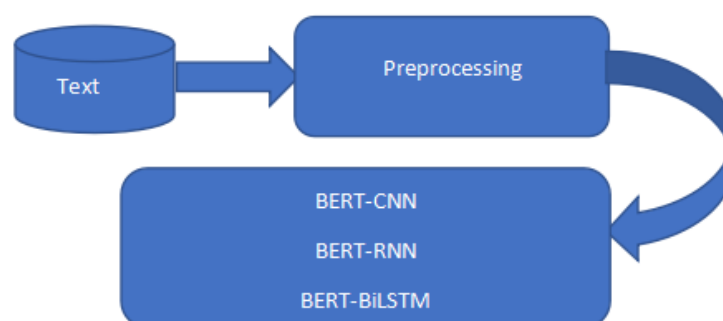 Text
Preprocessing
BERT-CNN
BERT-RNN
BERT-BiLSTM